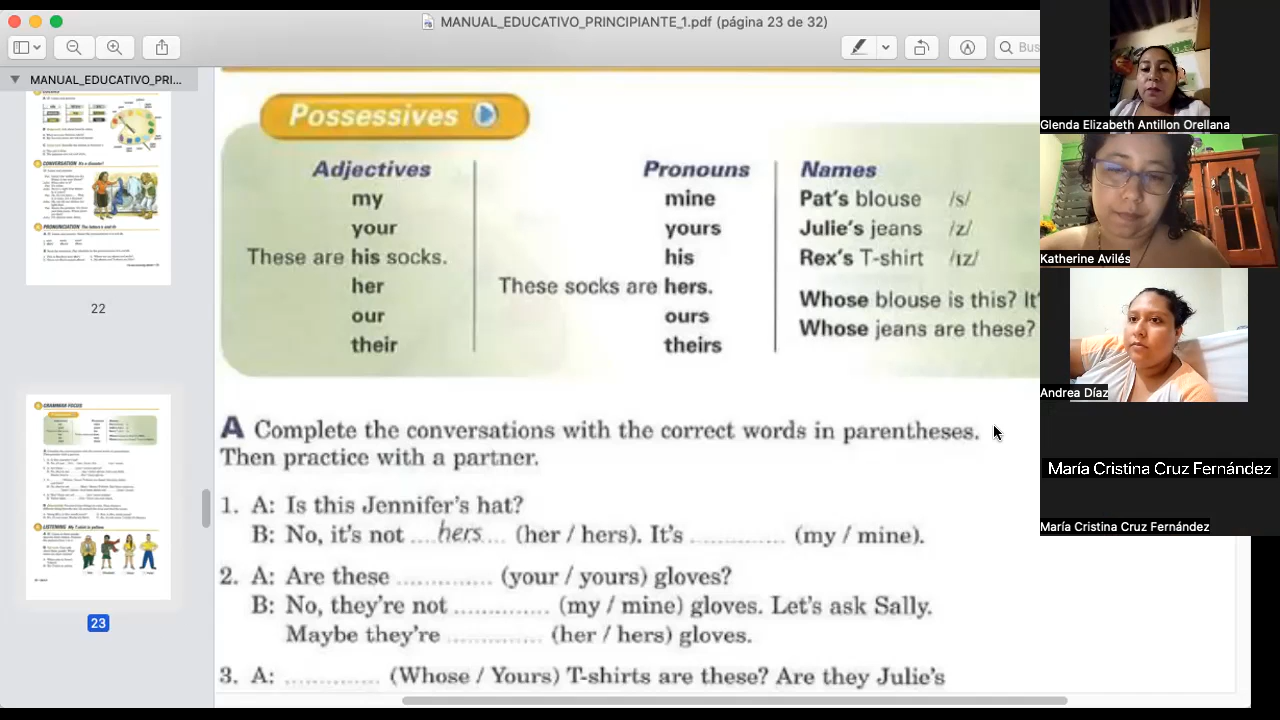 MANUAL_EDUCATIVO_PRINCIPIANTE_1.pdf (página 23 de 32)
Bus
MANUAL_EDUCATIVO_PRI...
22
23
Possessives
jectives
Pronouns
Names
my
mine
Pat's blouse /s/
your
yours
Julie's jeans /z/
These are his socks.
his
Rex's T-shirt /ɪz/
her
These socks are hers.
Whose blouse is this? It'
our
ours
Whose jeans are these?
their
theirs
A Complete the conversations with the correct words in parentheses.
Then practice with a partner.
1. A: Is this Jennifer's hat?
B: No, it's not ....hers.... (her / hers). It's .............. (my / mine).
2. A: Are these .............. (your / yours) gloves?
B: No, they're not .............. (my / mine) gloves. Let's ask Sally.
Maybe they're .............. (her / hers) gloves.
3. A: .............. (Whose / Yours) T-shirts are these? Are they Julie's
Glenda Elizabeth Antillon Orellana
Katherine Avilés
Andrea Díaz
María Cristina Cruz Fernández
María Cristina Cruz Fernández